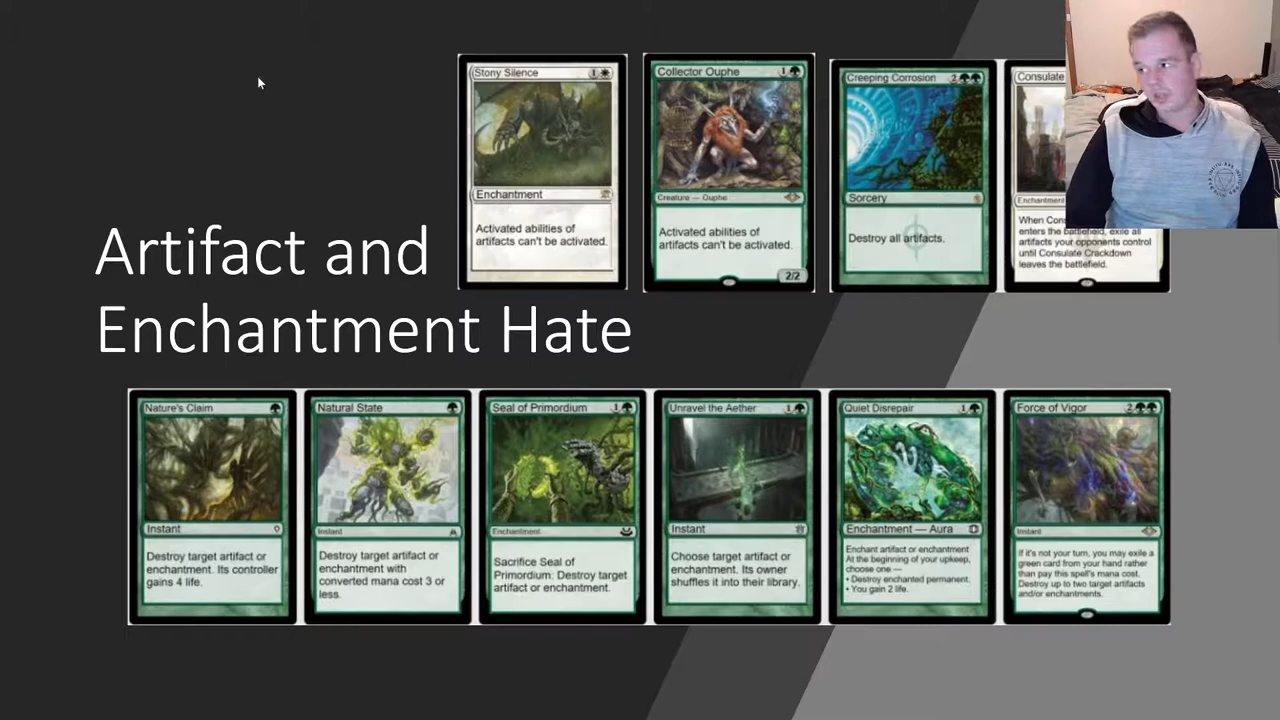 Stony Silence
Enchantment
Activated abilities of
artifacts can't be activated.
Collector Ouphe
Creature — Ouphe
Activated abilities of
artifacts can't be activated.
2/2
Creeping Corrosion
Sorcery
Destroy all artifacts.
Consulate
Enchantment
When Cons
enters the battlefield, exile all
artifacts your opponents control
until Consulate Crackdown
leaves the battlefield.
Artifact and
Enchantment Hate
Nature's Claim
Instant
Destroy target artifact or
enchantment. Its controller
gains 4 life.
Natural State
Instant
Destroy target artifact or
enchantment with
converted mana cost 3 or
less.
Seal of Primordium
Enchantment
Sacrifice Seal of
Primordium: Destroy target
artifact or enchantment.
Unravel the Aether
Instant
Choose target artifact or
enchantment. Its owner
shuffles it into their library.
Quiet Disrepair
Enchantment — Aura
Enchant artifact or enchantment
At the beginning of your upkeep,
choose one —
• Destroy enchanted permanent.
• You gain 2 life.
Force of Vigor
Instant
If it's not your turn, you may exile a
green card from your hand rather
than pay this spell's mana cost.
Destroy up to two target artifacts
and/or enchantments.